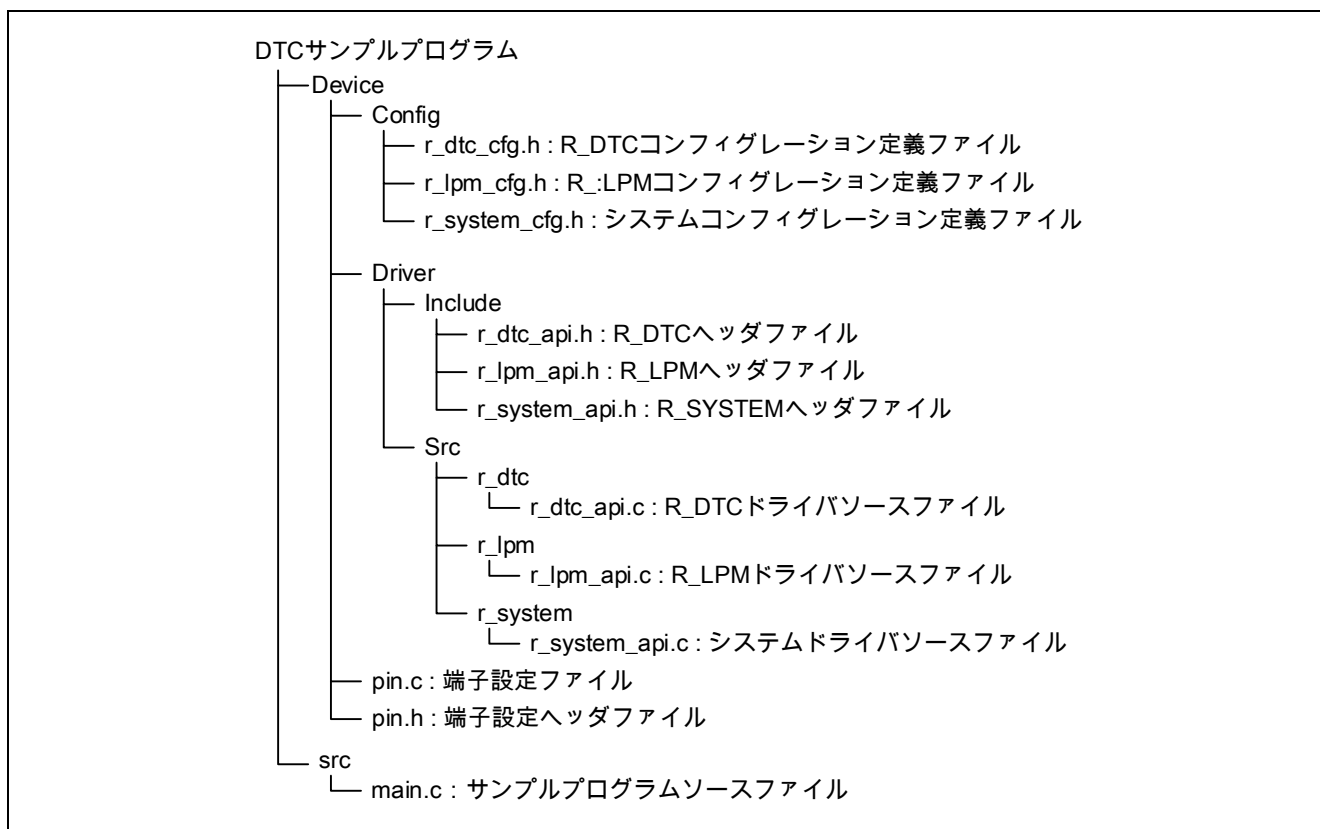 DTCサンプルプログラム
Device
Config
r_dtc_cfg.h : R_DTCコンフィグレーション定義ファイル
r_lpm_cfg.h : R_:LPMコンフィグレーション定義ファイル
r_system_cfg.h : システムコンフィグレーション定義ファイル
Driver
Include
r_dtc_api.h : R_DTCヘッダファイル
r_lpm_api.h : R_LPMヘッダファイル
r_system_api.h : R_SYSTEMヘッダファイル
Src
r_dtc
r_dtc_api.c : R_DTCドライバソースファイル
r_lpm
r_lpm_api.c : R_LPMドライバソースファイル
r_system
r_system_api.c : システムドライバソースファイル
pin.c : 端子設定ファイル
pin.h : 端子設定ヘッダファイル
src
main.c : サンプルプログラムソースファイル